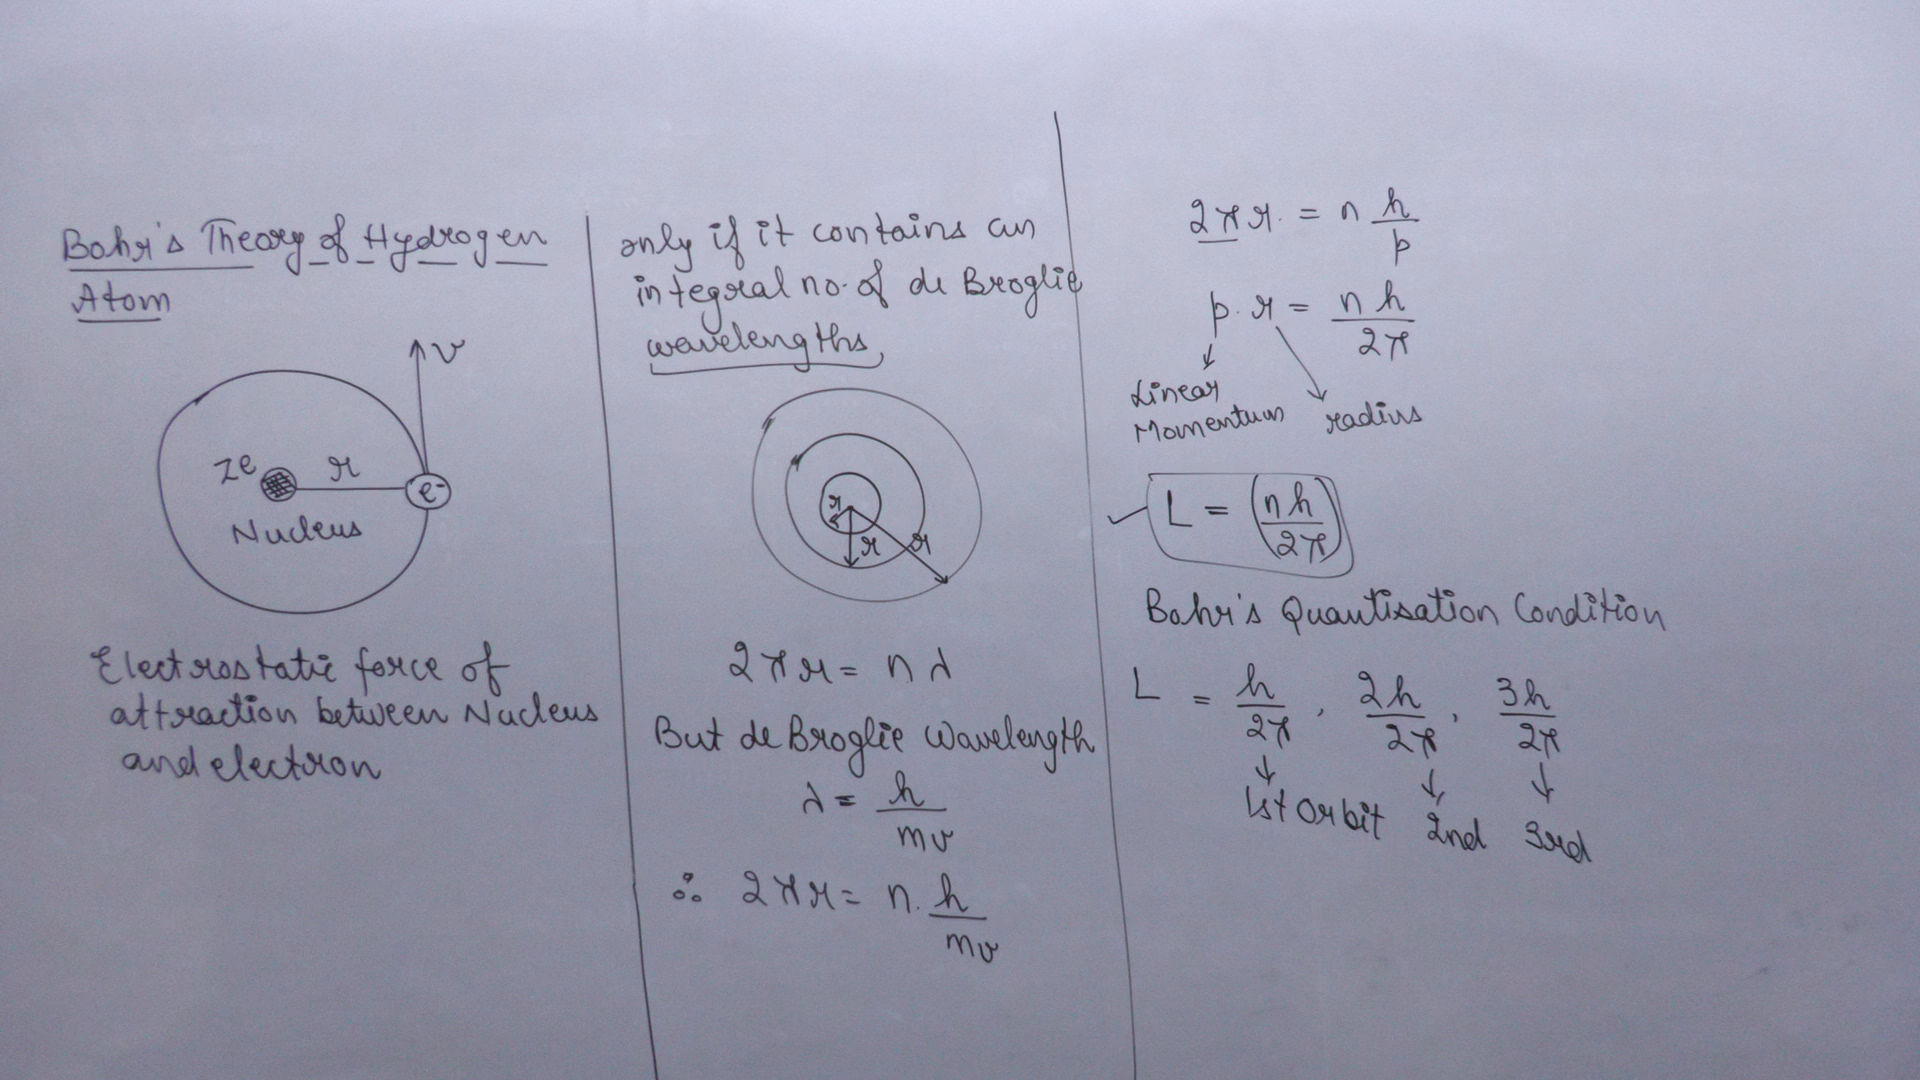 Bohr's Theory of Hydrogen
Atom
v
Ze
r
e-
Nucleus
Electrostatic force of
attraction between Nucleus
and electron
only if it contains an
integral no. of de Broglie
wavelengths
r
r
r
2πr = nλ
But de Broglie Wavelength
λ = h/mv
∴ 2πr = n. h/mv
2πr. = n h/p
p. r = nh/2π
Linear
Momentum
radius
L = (nh/2π)
Bohr's Quantisation Condition
L = h/2π, 2h/2π, 3h/2π
1st orbit 2nd 3rd